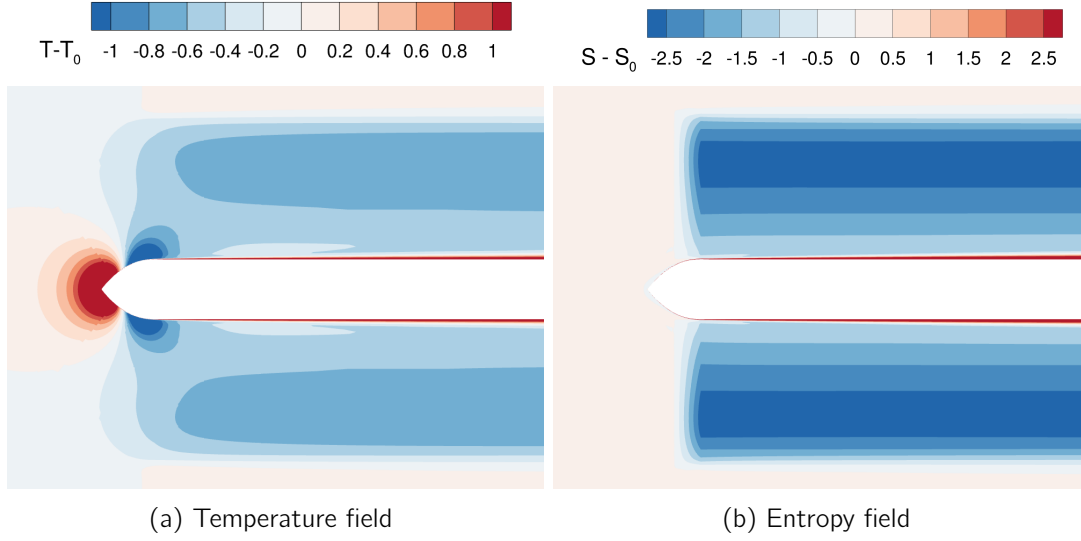 T-T₀ -1 -0.8 -0.6 -0.4 -0.2 0 0.2 0.4 0.6 0.8 1
S - S₀ -2.5 -2 -1.5 -1 -0.5 0 0.5 1 1.5 2 2.5
(a) Temperature field
(b) Entropy field